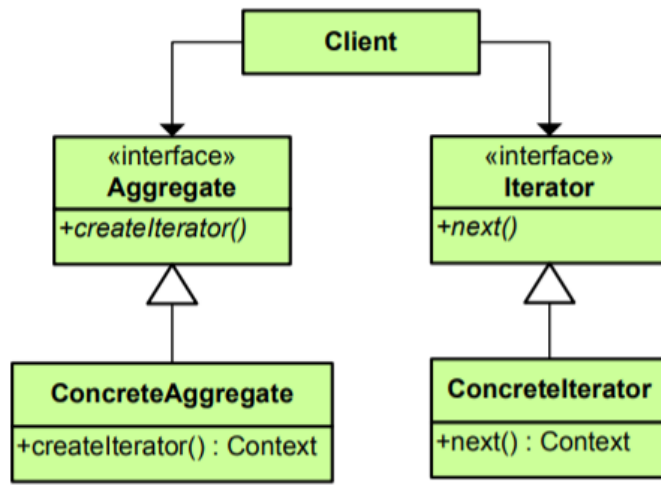 Client
«interface»
Aggregate
+createIterator()
«interface»
Iterator
+next()
ConcreteAggregate
+createIterator() : Context
ConcreteIterator
+next() : Context